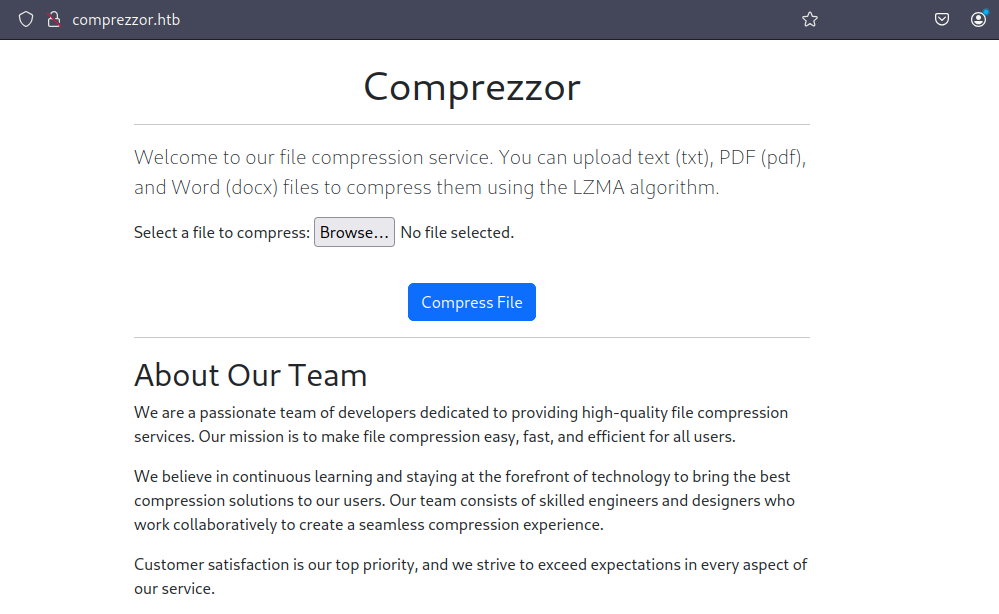 comprezzor.htb
Comprezzor
Welcome to our file compression service. You can upload text (txt), PDF (pdf),
and Word (docx) files to compress them using the LZMA algorithm.
Select a file to compress: Browse... No file selected.
Compress File
About Our Team
We are a passionate team of developers dedicated to providing high-quality file compression
services. Our mission is to make file compression easy, fast, and efficient for all users.
We believe in continuous learning and staying at the forefront of technology to bring the best
compression solutions to our users. Our team consists of skilled engineers and designers who
work collaboratively to create a seamless compression experience.
Customer satisfaction is our top priority, and we strive to exceed expectations in every aspect of
our service.